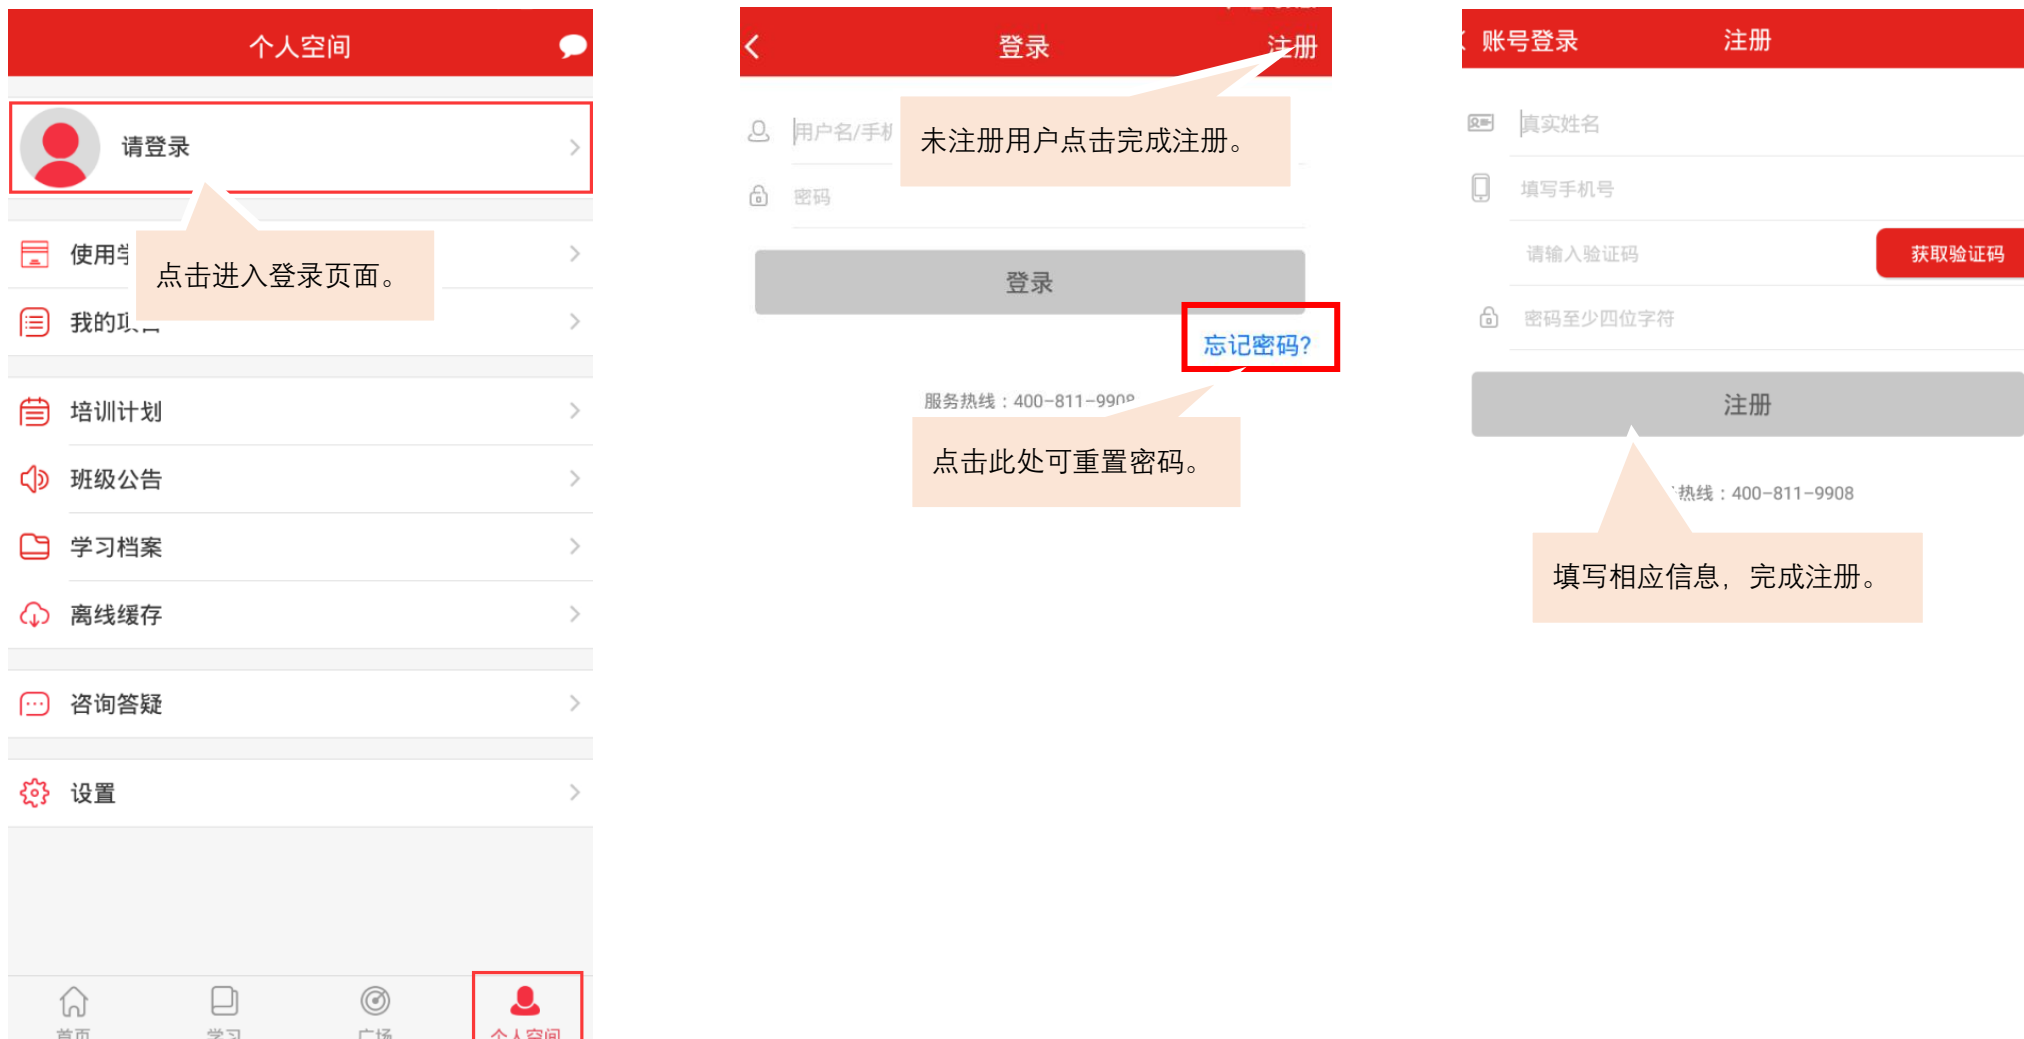 个人空间
请登录
使用
点击进入登录页面。
我的
培训计划
班级公告
学习档案
离线缓存
咨询答疑
设置
首页
学习
广场
个人空间
登录
注册
用户名/手机
未注册用户点击完成注册。
密码
登录
忘记密码?
服务热线：400-811-9908
点击此处可重置密码。
账号登录
注册
真实姓名
填写手机号
请输入验证码
获取验证码
密码至少四位字符
注册
热线：400-811-9908
填写相应信息，完成注册。